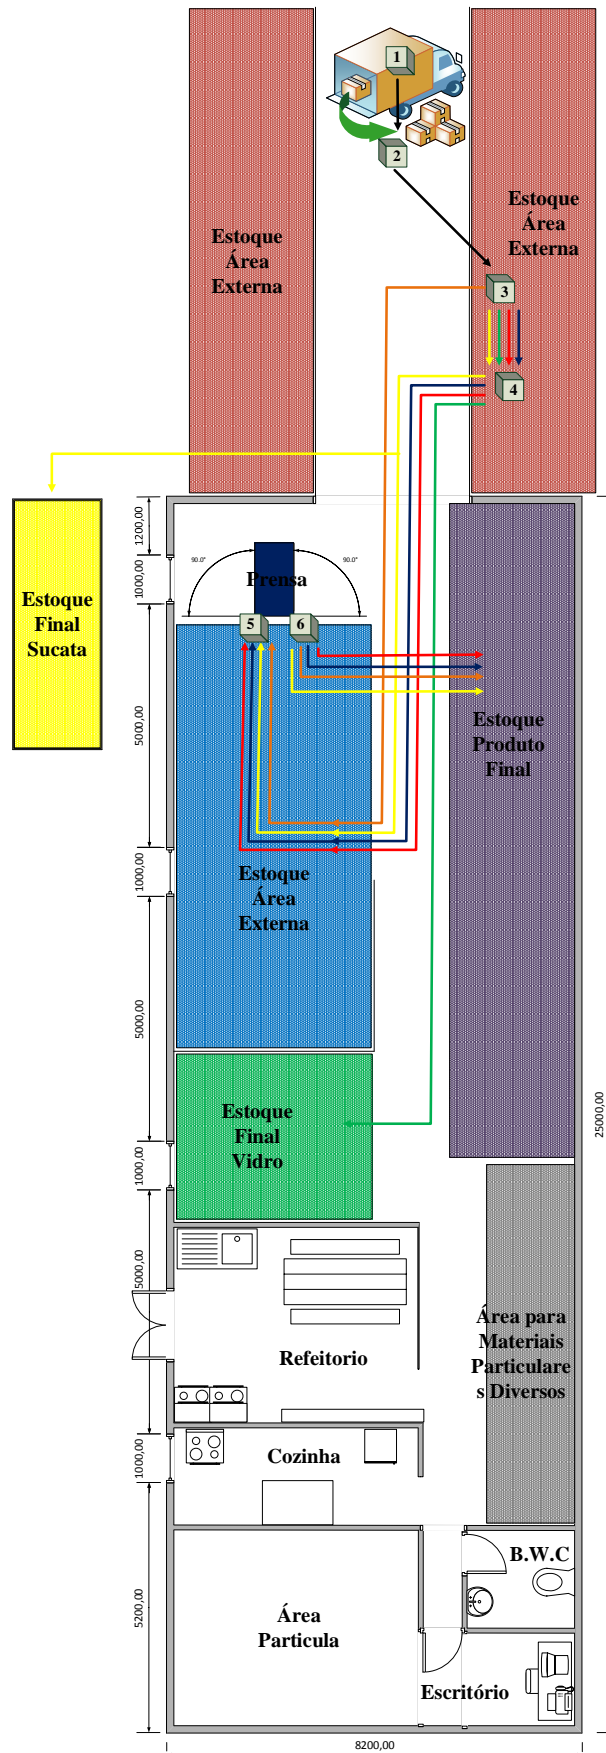 1
2
Estoque
Área
Externa
Estoque
Área
Externa
3
4
1200,00
1000,00
90.0°
90.0°
Prensa
Estoque
Final
Sucata
5
6
5000,00
Estoque
Produto
Final
1000,00
Estoque
Área
Externa
5000,00
Estoque
Final
Vidro
25000,00
1000,00
5000,00
Refeitorio
Área para
Materiais
Particulare
s Diversos
1000,00
Cozinha
B.W.C
5200,00
Área
Particula
Escritório
8200,00